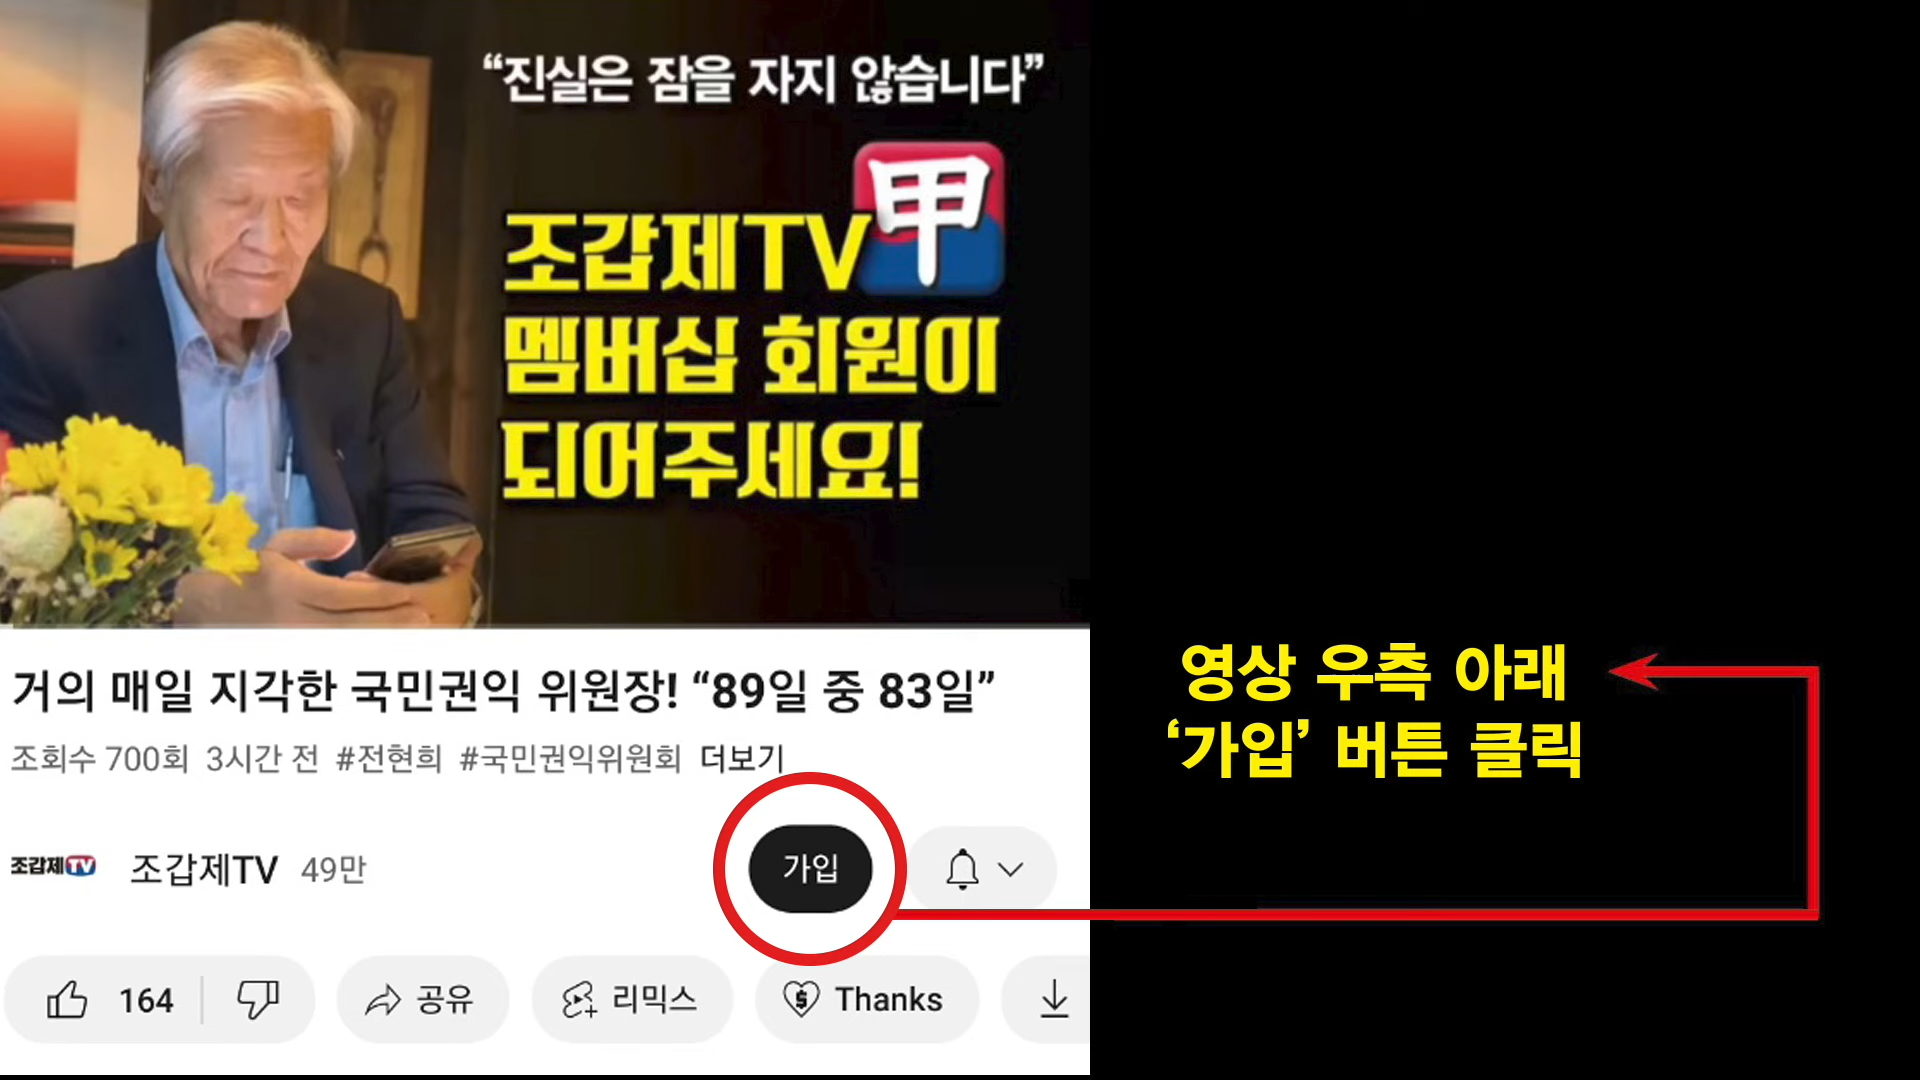 “진실은 잠을 자지 않습니다”
甲
조갑제TV
멤버십 회원이
되어주세요!
거의 매일 지각한 국민권익 위원장! “89일 중 83일”
조회수 700회 3시간 전 #전현희 #국민권익위원회 더보기
조갑제TV 조갑제TV 49만 가입
164 공유 리믹스 Thanks
영상 우측 아래
‘가입’ 버튼 클릭